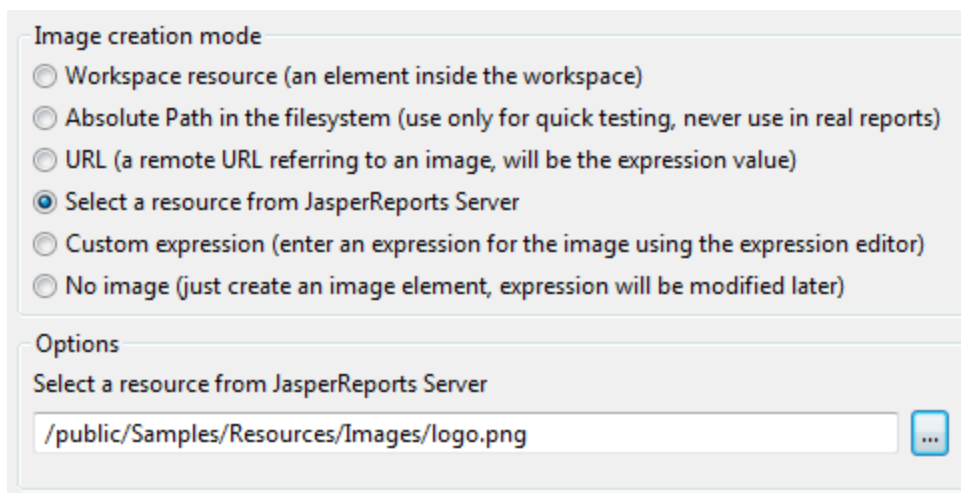 Image creation mode
Workspace resource (an element inside the workspace)
Absolute Path in the filesystem (use only for quick testing, never use in real reports)
URL (a remote URL referring to an image, will be the expression value)
Select a resource from JasperReports Server
Custom expression (enter an expression for the image using the expression editor)
No image (just create an image element, expression will be modified later)
Options
Select a resource from JasperReports Server
/public/Samples/Resources/Images/logo.png
...